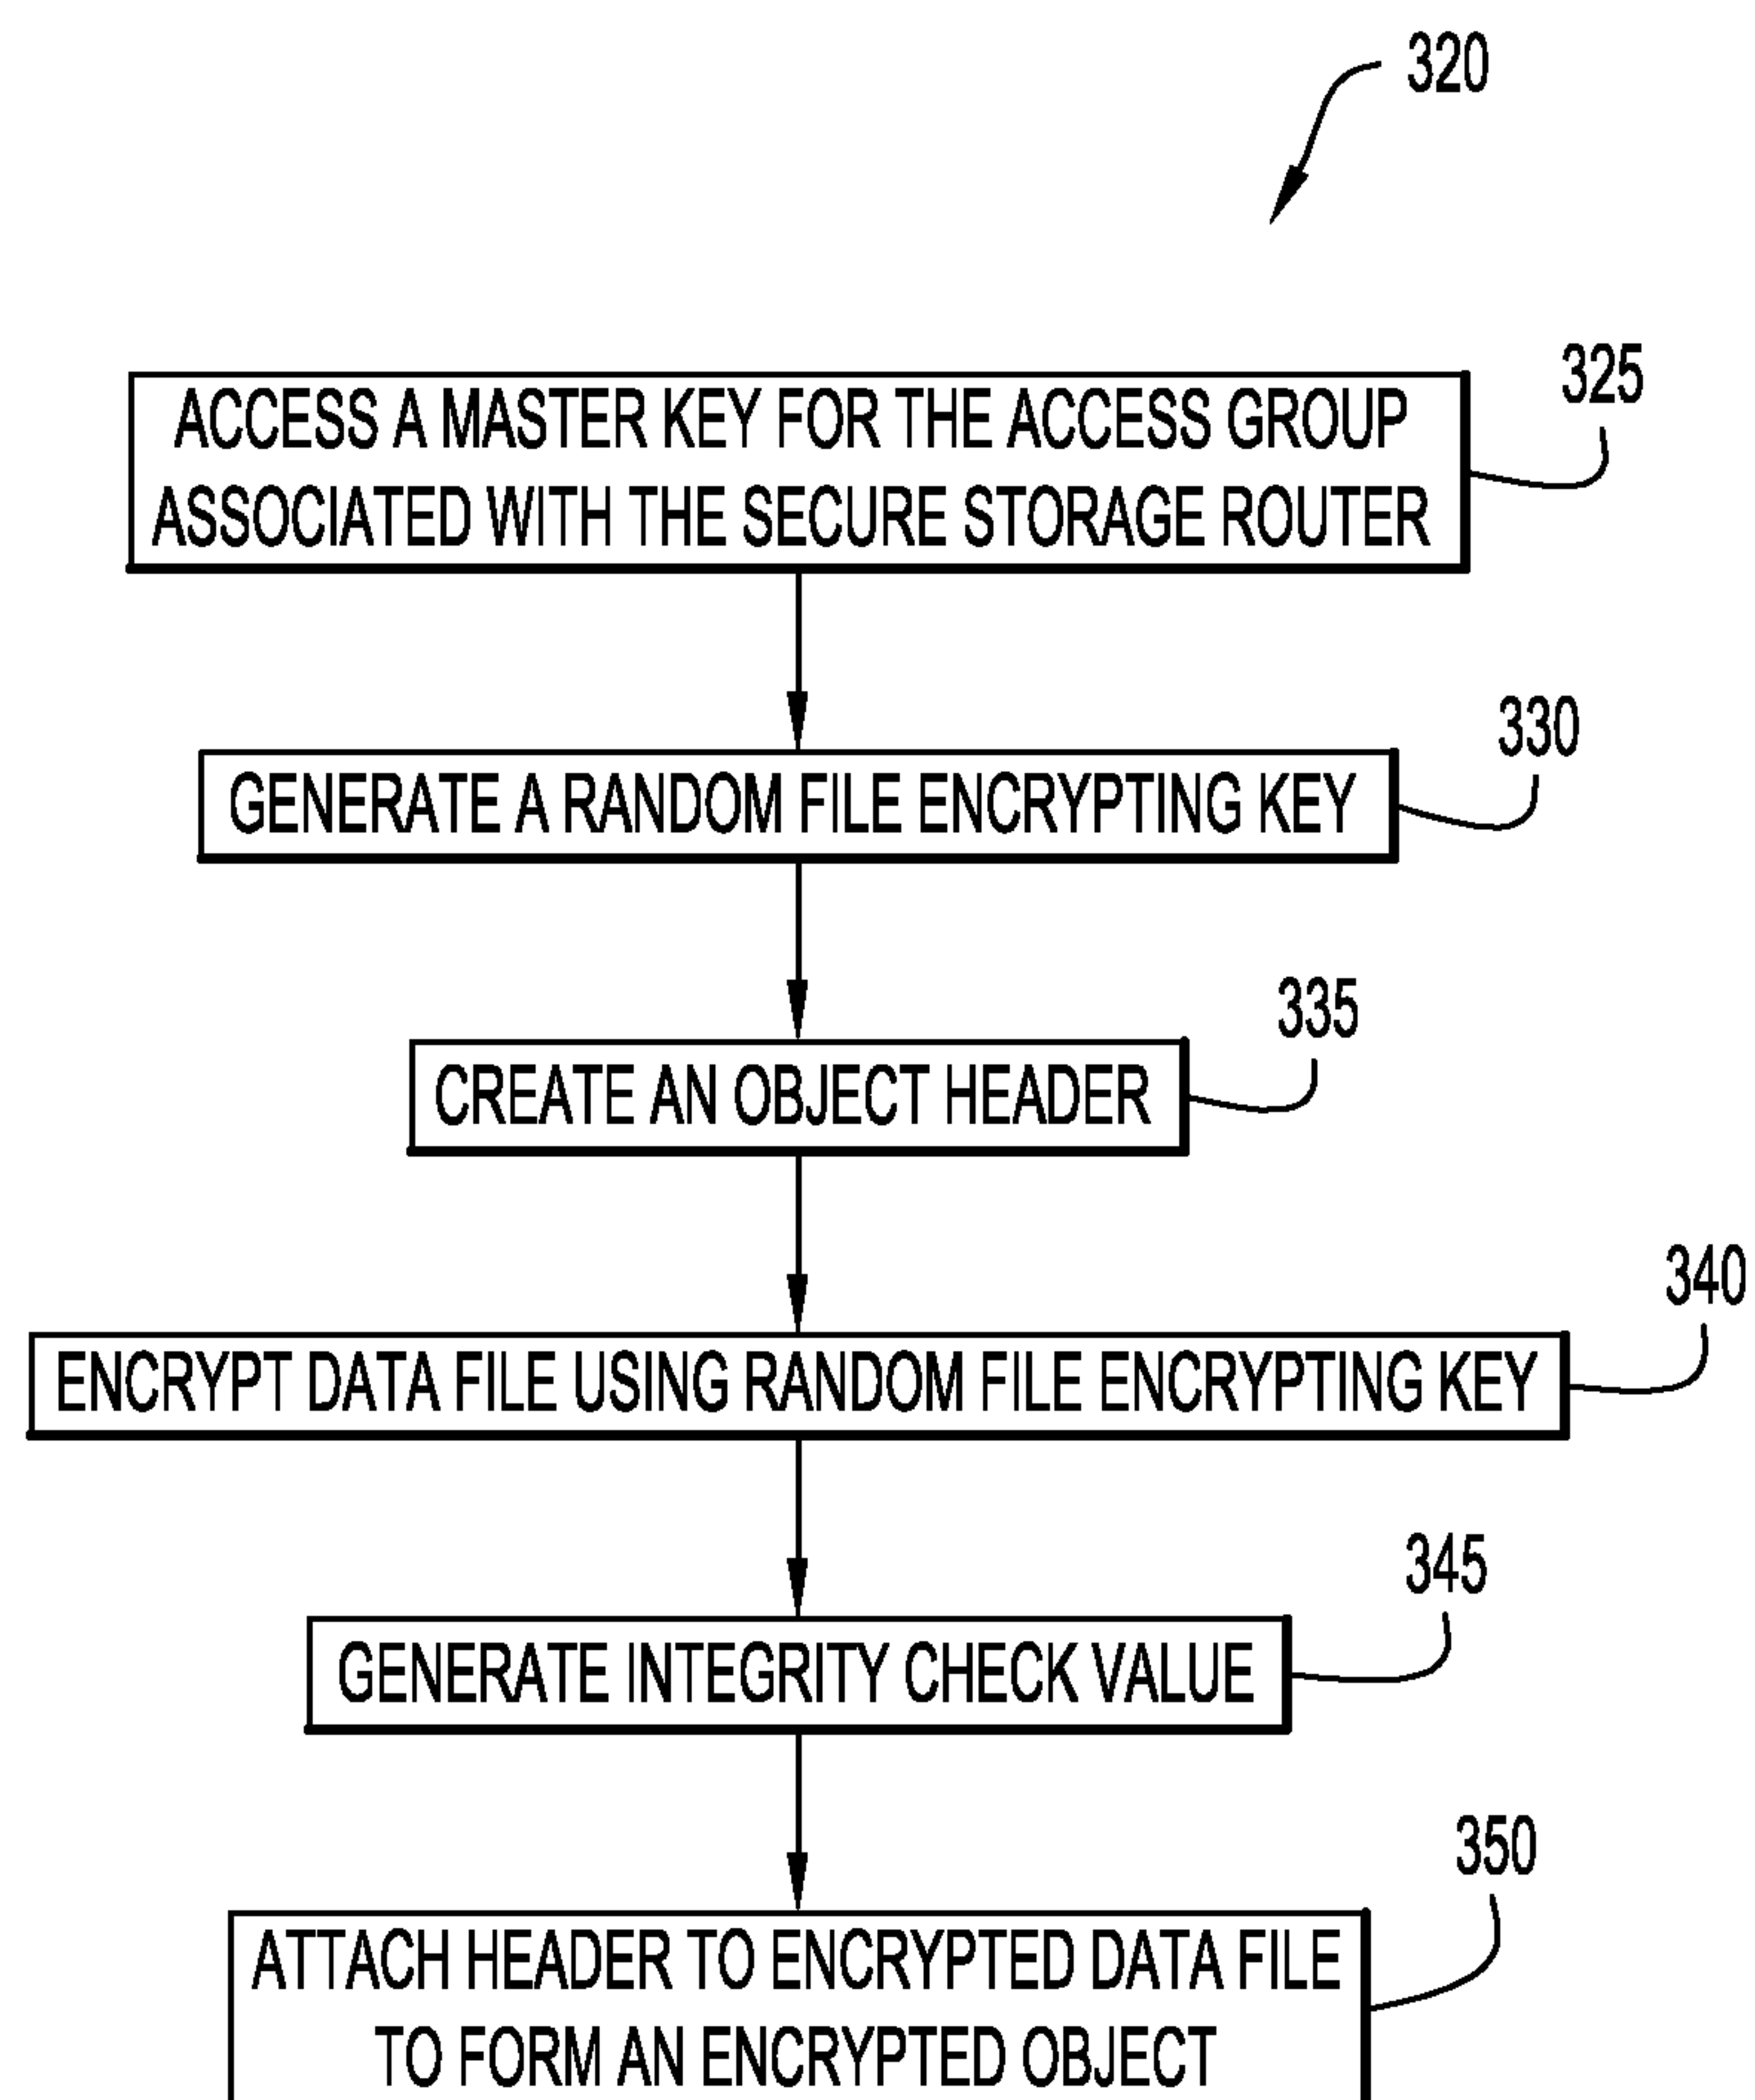 320
325
ACCESS A MASTER KEY FOR THE ACCESS GROUP
ASSOCIATED WITH THE SECURE STORAGE ROUTER
330
GENERATE A RANDOM FILE ENCRYPTING KEY
335
CREATE AN OBJECT HEADER
340
ENCRYPT DATA FILE USING RANDOM FILE ENCRYPTING KEY
345
GENERATE INTEGRITY CHECK VALUE
350
ATTACH HEADER TO ENCRYPTED DATA FILE
TO FORM AN ENCRYPTED OBJECT